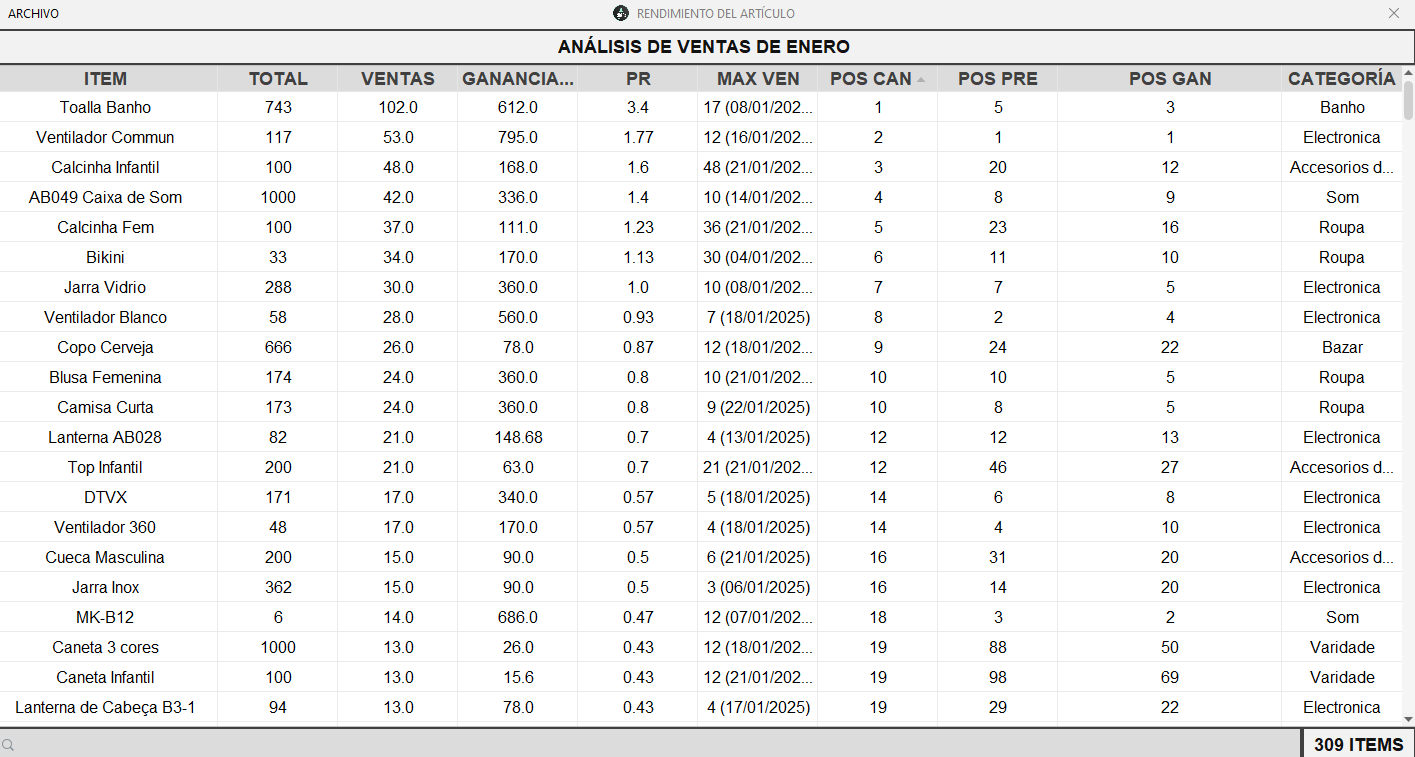 ARCHIVO RENDIMIENTO DEL ARTÍCULO
ANÁLISIS DE VENTAS DE ENERO
ITEM TOTAL VENTAS GANANCIA... PR MAX VEN POS CAN POS PRE POS GAN CATEGORÍA
Toalla Banho 743 102.0 612.0 3.4 17 (08/01/202... 1 5 3 Banho
Ventilador Commun 117 53.0 795.0 1.77 12 (16/01/202... 2 1 1 Electronica
Calcinha Infantil 100 48.0 168.0 1.6 48 (21/01/202... 3 20 12 Accesorios d...
AB049 Caixa de Som 1000 42.0 336.0 1.4 10 (14/01/202... 4 8 9 Som
Calcinha Fem 100 37.0 111.0 1.23 36 (21/01/202... 5 23 16 Roupa
Bikini 33 34.0 170.0 1.13 30 (04/01/202... 6 11 10 Roupa
Jarra Vidrio 288 30.0 360.0 1.0 10 (08/01/202... 7 7 5 Electronica
Ventilador Blanco 58 28.0 560.0 0.93 7 (18/01/2025) 8 2 4 Electronica
Copo Cerveja 666 26.0 78.0 0.87 12 (18/01/202... 9 24 22 Bazar
Blusa Femenina 174 24.0 360.0 0.8 10 (21/01/202... 10 10 5 Roupa
Camisa Curta 173 24.0 360.0 0.8 9 (22/01/2025) 10 8 5 Roupa
Lanterna AB028 82 21.0 148.68 0.7 4 (13/01/2025) 12 12 13 Electronica
Top Infantil 200 21.0 63.0 0.7 21 (21/01/202... 12 46 27 Accesorios d...
DTVX 171 17.0 340.0 0.57 5 (18/01/2025) 14 6 8 Electronica
Ventilador 360 48 17.0 170.0 0.57 4 (18/01/2025) 14 4 10 Electronica
Cueca Masculina 200 15.0 90.0 0.5 6 (21/01/2025) 16 31 20 Accesorios d...
Jarra Inox 362 15.0 90.0 0.5 3 (06/01/2025) 16 14 20 Electronica
MK-B12 6 14.0 686.0 0.47 12 (07/01/202... 18 3 2 Som
Caneta 3 cores 1000 13.0 26.0 0.43 12 (18/01/202... 19 88 50 Varidade
Caneta Infantil 100 13.0 15.6 0.43 12 (21/01/202... 19 98 69 Varidade
Lanterna de Cabeça B3-1 94 13.0 78.0 0.43 4 (17/01/2025) 19 29 22 Electronica
309 ITEMS